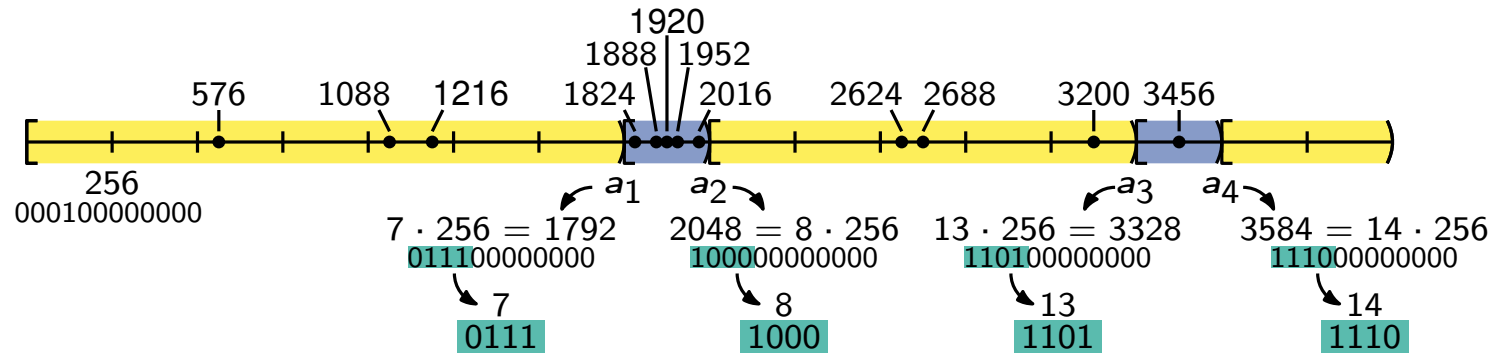 1920
1888 1952
576 1088 1216 1824 2016 2624 2688 3200 3456
256 a1 a2 a3 a4
000100000000
7 · 256 = 1792 2048 = 8 · 256 13 · 256 = 3328 3584 = 14 · 256
011100000000 100000000000 110100000000 111000000000
7 8 13 14
0111 1000 1101 1110